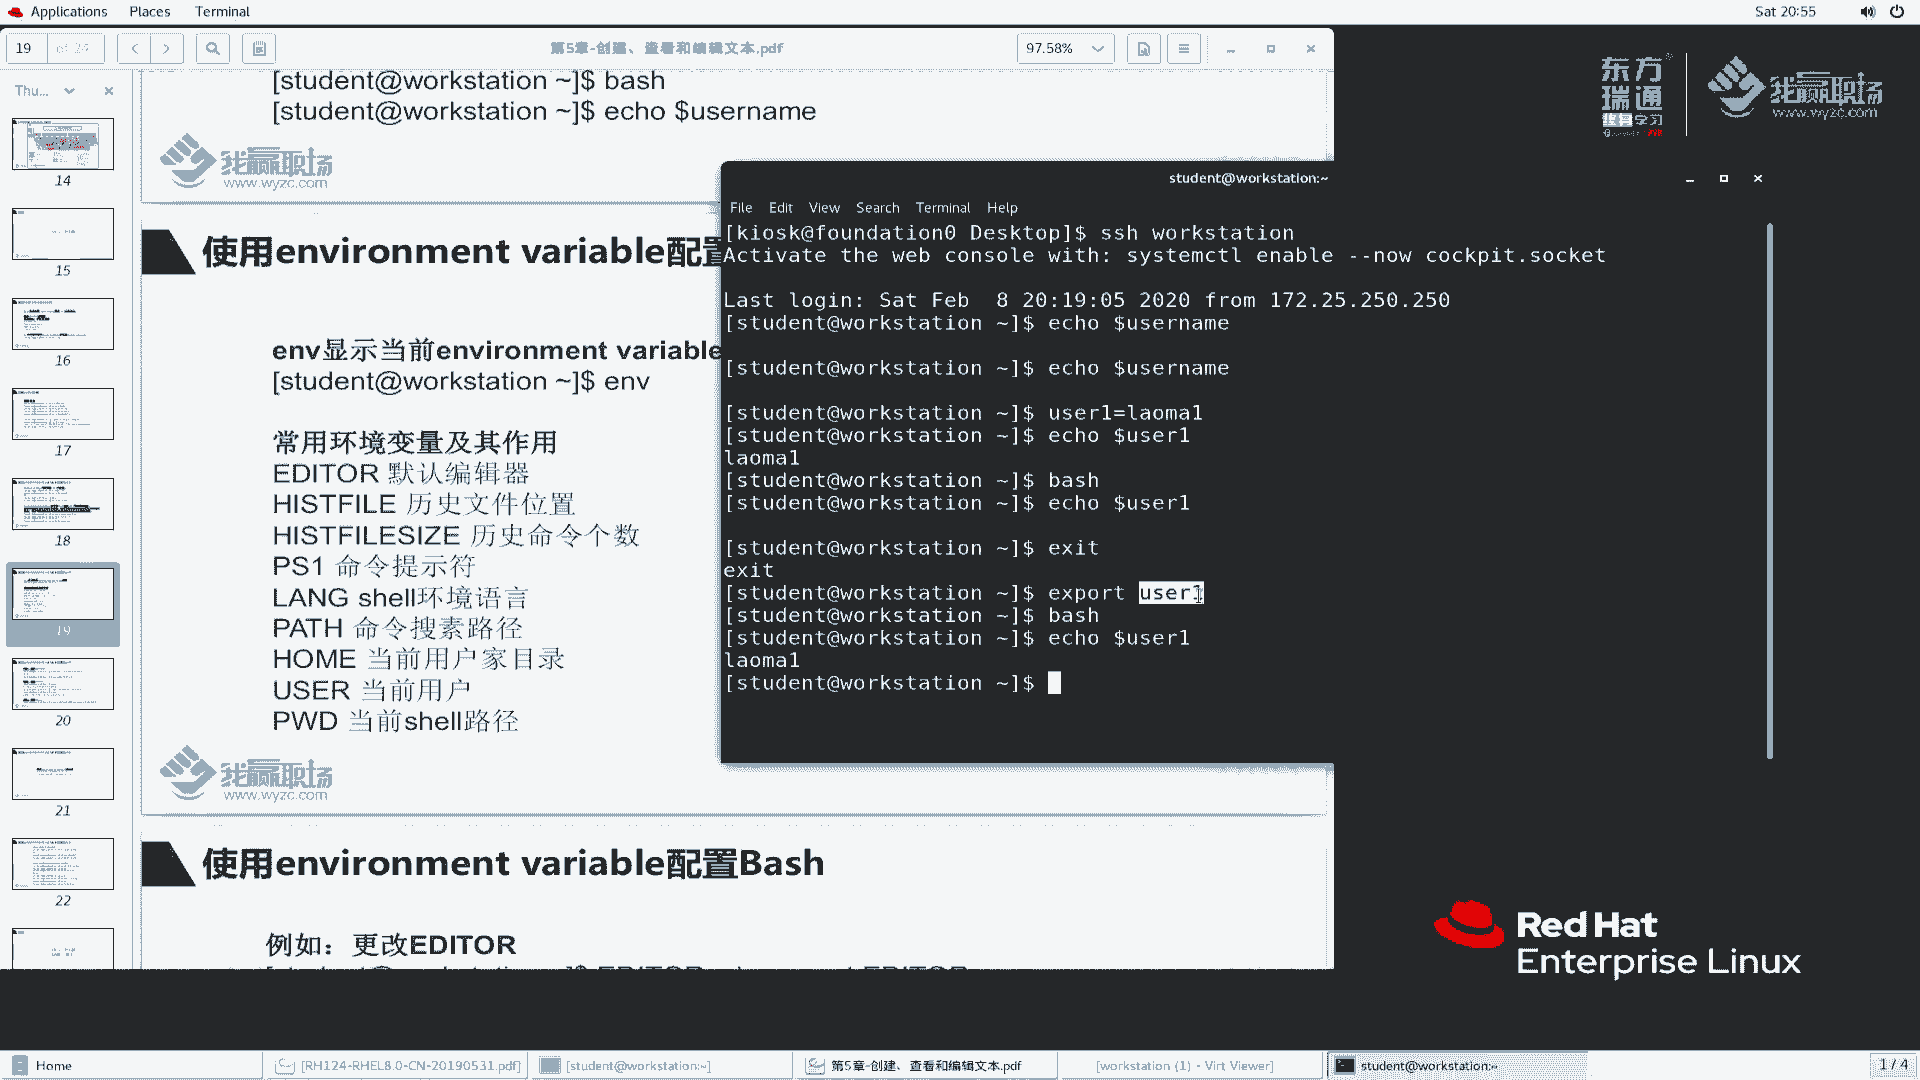 Applications Places Terminal
Sat 20:55
19 of 24
第5章-创建、查看和编辑文本.pdf
97.58%
Thu...
14
15
16
17
18
19
20
21
22
[student@workstation ~]$ bash
[student@workstation ~]$ echo $username
我赢职场
www.wyzc.com
使用environment variable配置
env显示当前environment variable
[student@workstation ~]$ env
常用环境变量及其作用
EDITOR 默认编辑器
HISTFILE 历史文件位置
HISTFILESIZE 历史命令个数
PS1 命令提示符
LANG shell环境语言
PATH 命令搜素路径
HOME 当前用户家目录
USER 当前用户
PWD 当前shell路径
我赢职场
www.wyzc.com
使用environment variable配置Bash
例如：更改EDITOR
student@workstation:~
File Edit View Search Terminal Help
[kiosk@foundation0 Desktop]$ ssh workstation
Activate the web console with: systemctl enable --now cockpit.socket
Last login: Sat Feb  8 20:19:05 2020 from 172.25.250.250
[student@workstation ~]$ echo $username
[student@workstation ~]$ echo $username
[student@workstation ~]$ user1=laoma1
[student@workstation ~]$ echo $user1
laoma1
[student@workstation ~]$ bash
[student@workstation ~]$ echo $user1
[student@workstation ~]$ exit
exit
[student@workstation ~]$ export user1
[student@workstation ~]$ bash
[student@workstation ~]$ echo $user1
laoma1
[student@workstation ~]$
东方
瑞通
终身学习
我赢职场
www.wyzc.com
Red Hat
Enterprise Linux
Home
[RH124-RHEL8.0-CN-20190531.pdf]
[student@workstation:~]
第5章-创建、查看和编辑文本.pdf
[workstation (1) - Virt Viewer]
student@workstation:~
1 / 4